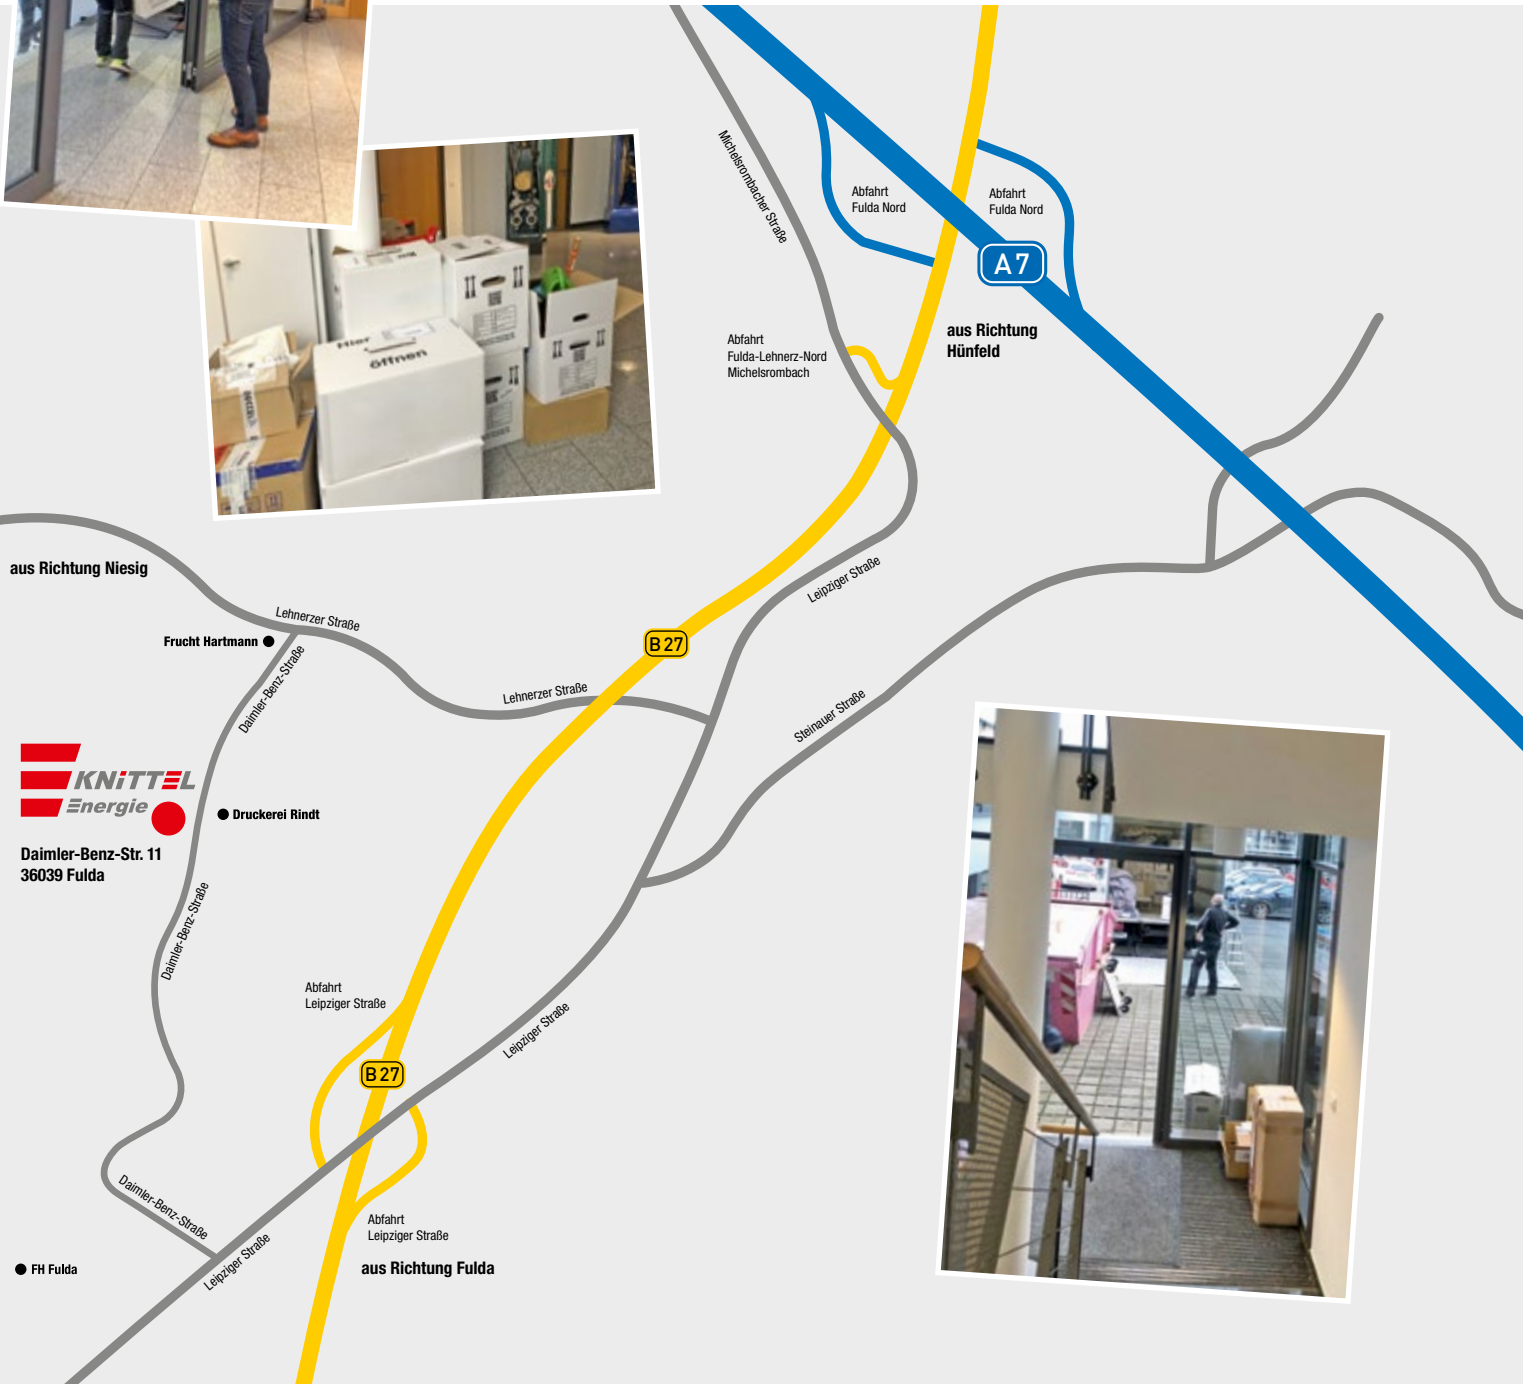 Michelsrombacher Straße
Abfahrt
Fulda Nord
Abfahrt
Fulda Nord
A 7
aus Richtung
Hünfeld
Abfahrt
Fulda-Lehnerz-Nord
Michelsrombach
Hier
öffnen
aus Richtung Niesig
Lehnerzer Straße
Frucht Hartmann
Daimler-Benz-Straße
Leipziger Straße
B 27
Lehnerzer Straße
Steinauer Straße
KNiTTEL
Energie
Druckerei Rindt
Daimler-Benz-Str. 11
36039 Fulda
Daimler-Benz-Straße
Abfahrt
Leipziger Straße
Leipziger Straße
B 27
Daimler-Benz-Straße
Abfahrt
Leipziger Straße
Leipziger Straße
FH Fulda
aus Richtung Fulda